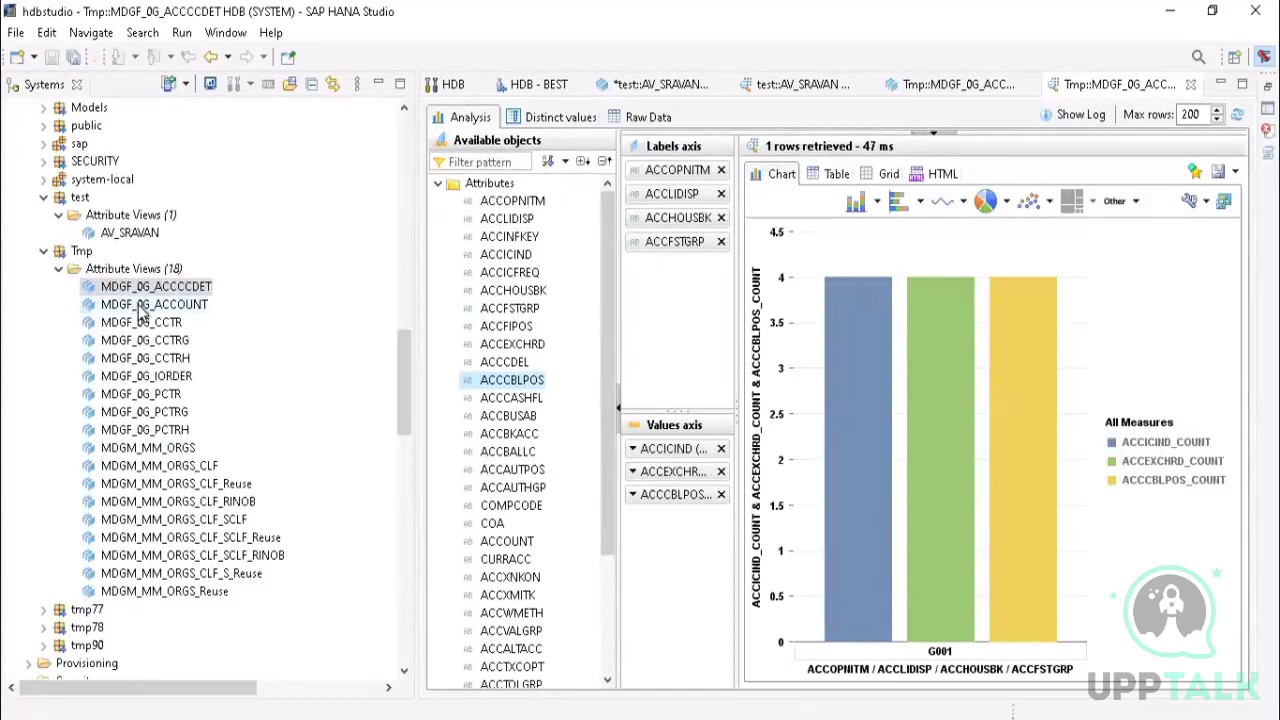 hdbstudio - Tmp::MDGF_0G_ACCCCDET HDB (SYSTEM) - SAP HANA Studio
File Edit Navigate Search Run Window Help
Systems
Models
public
sap
SECURITY
system-local
test
Attribute Views (1)
AV_SRAVAN
Tmp
Attribute Views (18)
MDGF_0G_ACCCCDET
MDGF_0G_ACCOUNT
MDGF_0G_CCTR
MDGF_0G_CCTRG
MDGF_0G_CCTRH
MDGF_0G_IORDER
MDGF_0G_PCTR
MDGF_0G_PCTRG
MDGF_0G_PCTRH
MDGM_MM_ORGS
MDGM_MM_ORGS_CLF
MDGM_MM_ORGS_CLF_Reuse
MDGM_MM_ORGS_CLF_RINOB
MDGM_MM_ORGS_CLF_SCLF
MDGM_MM_ORGS_CLF_SCLF_Reuse
MDGM_MM_ORGS_CLF_SCLF_RINOB
MDGM_MM_ORGS_CLF_S_Reuse
MDGM_MM_ORGS_Reuse
tmp77
tmp78
tmp90
Provisioning
HDB
HDB - BEST
*test::AV_SRAVAN...
test::AV_SRAVAN ...
Tmp::MDGF_0G_ACC...
Tmp::MDGF_0G_ACC...
Analysis
Distinct values
Raw Data
Show Log
Max rows: 200
Available objects
Filter pattern
Attributes
ACCOPNITM
ACCLIDISP
ACCINFKEY
ACCICIND
ACCICFREQ
ACCHOUSBK
ACCFSTGRP
ACCFIPOS
ACCEXCHRD
ACCCDEL
ACCCBLPOS
ACCCASHFL
ACCBUSAB
ACCBKACC
ACCBALLC
ACCAUTPOS
ACCAUTHGP
COMPCODE
COA
ACCOUNT
CURRACC
ACCXNKON
ACCXMITK
ACCWMETH
ACCVALGRP
ACCALTACC
ACCTXCOPT
ACCTOLGRP
Labels axis
ACCOPNITM
ACCLIDISP
ACCHOUSBK
ACCFSTGRP
Values axis
ACCICIND (...
ACCEXCHR...
ACCCBLPOS...
1 rows retrieved - 47 ms
Chart
Table
Grid
HTML
Other
4.5
4
3.5
3
2.5
2
1.5
1
0.5
0
ACCICIND_COUNT & ACCEXCHRD_COUNT & ACCCBLPOS_COUNT
G001
ACCOPNITM / ACCLIDISP / ACCHOUSBK / ACCFSTGRP
All Measures
ACCICIND_COUNT
ACCEXCHRD_COUNT
ACCCBLPOS_COUNT
UPPTALK